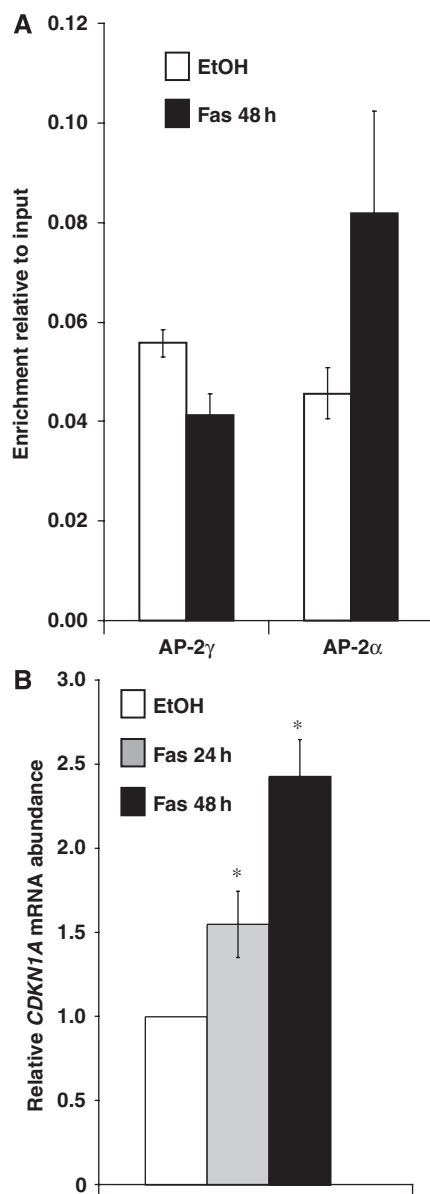 A
0.12
0.10
0.08
0.06
0.04
0.02
0.00
Enrichment relative to input
EtOH
Fas 48 h
AP-2γ
AP-2α
B
3.0
2.5
2.0
1.5
1.0
0.5
0
Relative CDKN1A mRNA abundance
EtOH
Fas 24 h
Fas 48 h
*
*